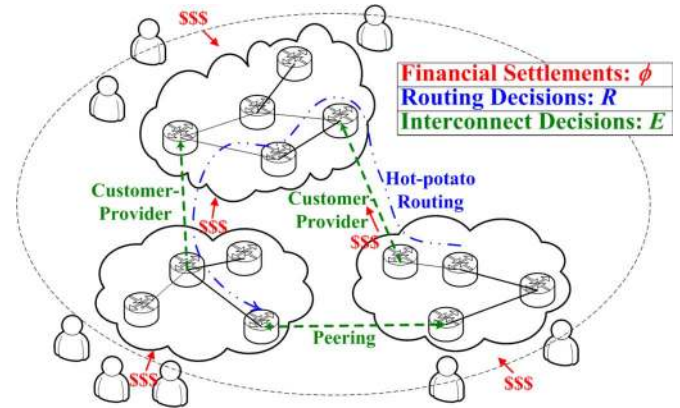 $$$
Financial Settlements: ϕ
Routing Decisions: R
Interconnect Decisions: E
Customer-
Provider
Customer
Provider
Hot-potato
Routing
$$$
$$$
Peering
$$$
$$$